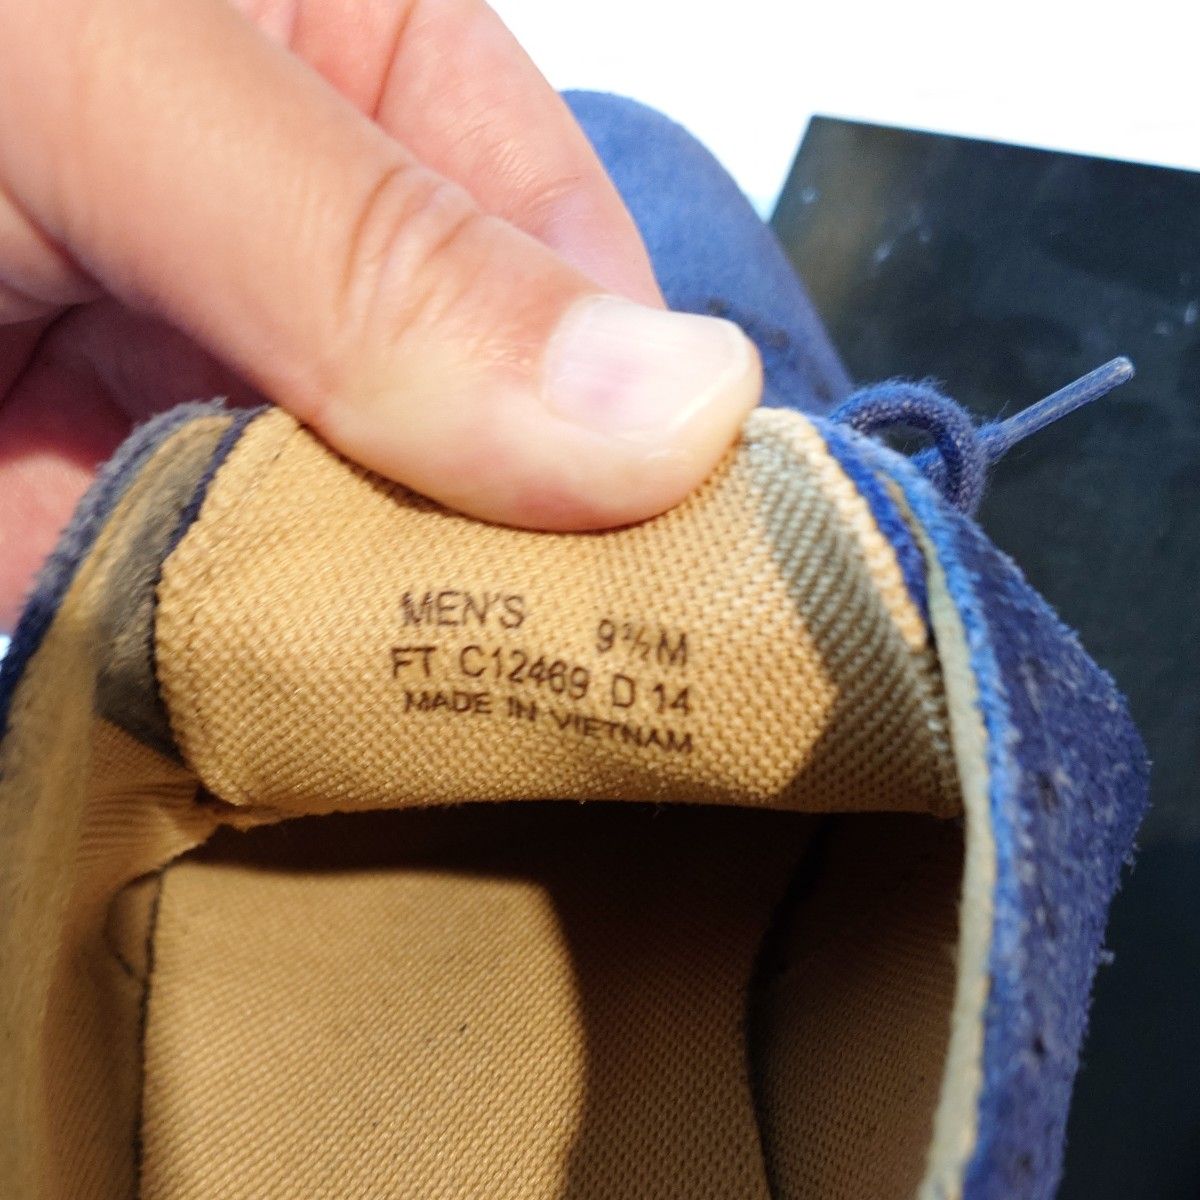 MEN'S 9½M
FT C12469 D 14
MADE IN VIETNAM